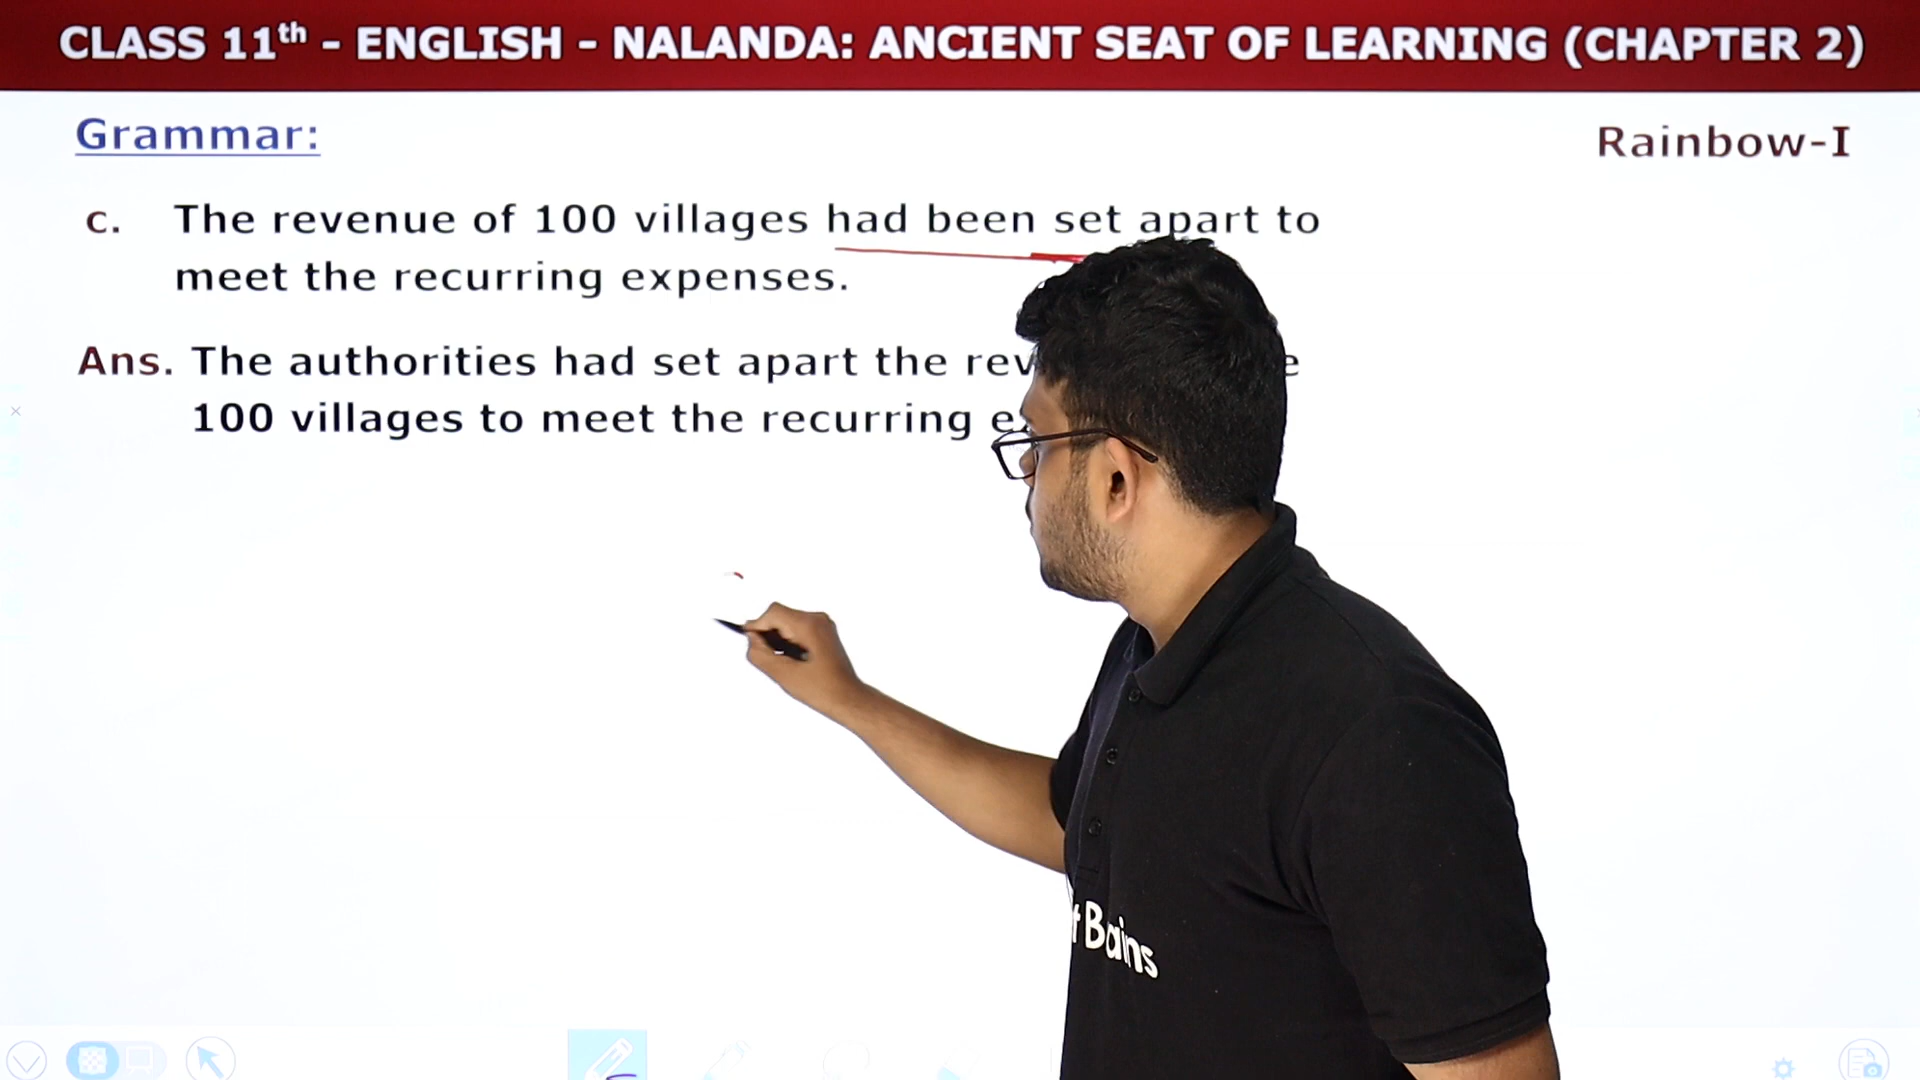 CLASS 11th - ENGLISH - NALANDA: ANCIENT SEAT OF LEARNING (CHAPTER 2)
Grammar:
Rainbow-I
c. The revenue of 100 villages had been set apart to
meet the recurring expenses.
Ans. The authorities had set apart the
100 villages to meet the recurring